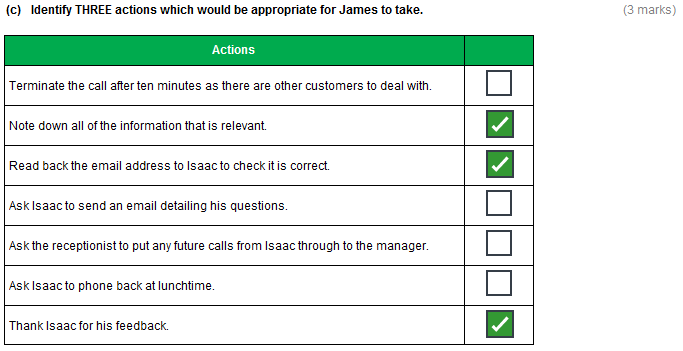 (c) Identify THREE actions which would be appropriate for James to take. (3 marks)
Actions
Terminate the call after ten minutes as there are other customers to deal with.
Note down all of the information that is relevant.
Read back the email address to Isaac to check it is correct.
Ask Isaac to send an email detailing his questions.
Ask the receptionist to put any future calls from Isaac through to the manager.
Ask Isaac to phone back at lunchtime.
Thank Isaac for his feedback.